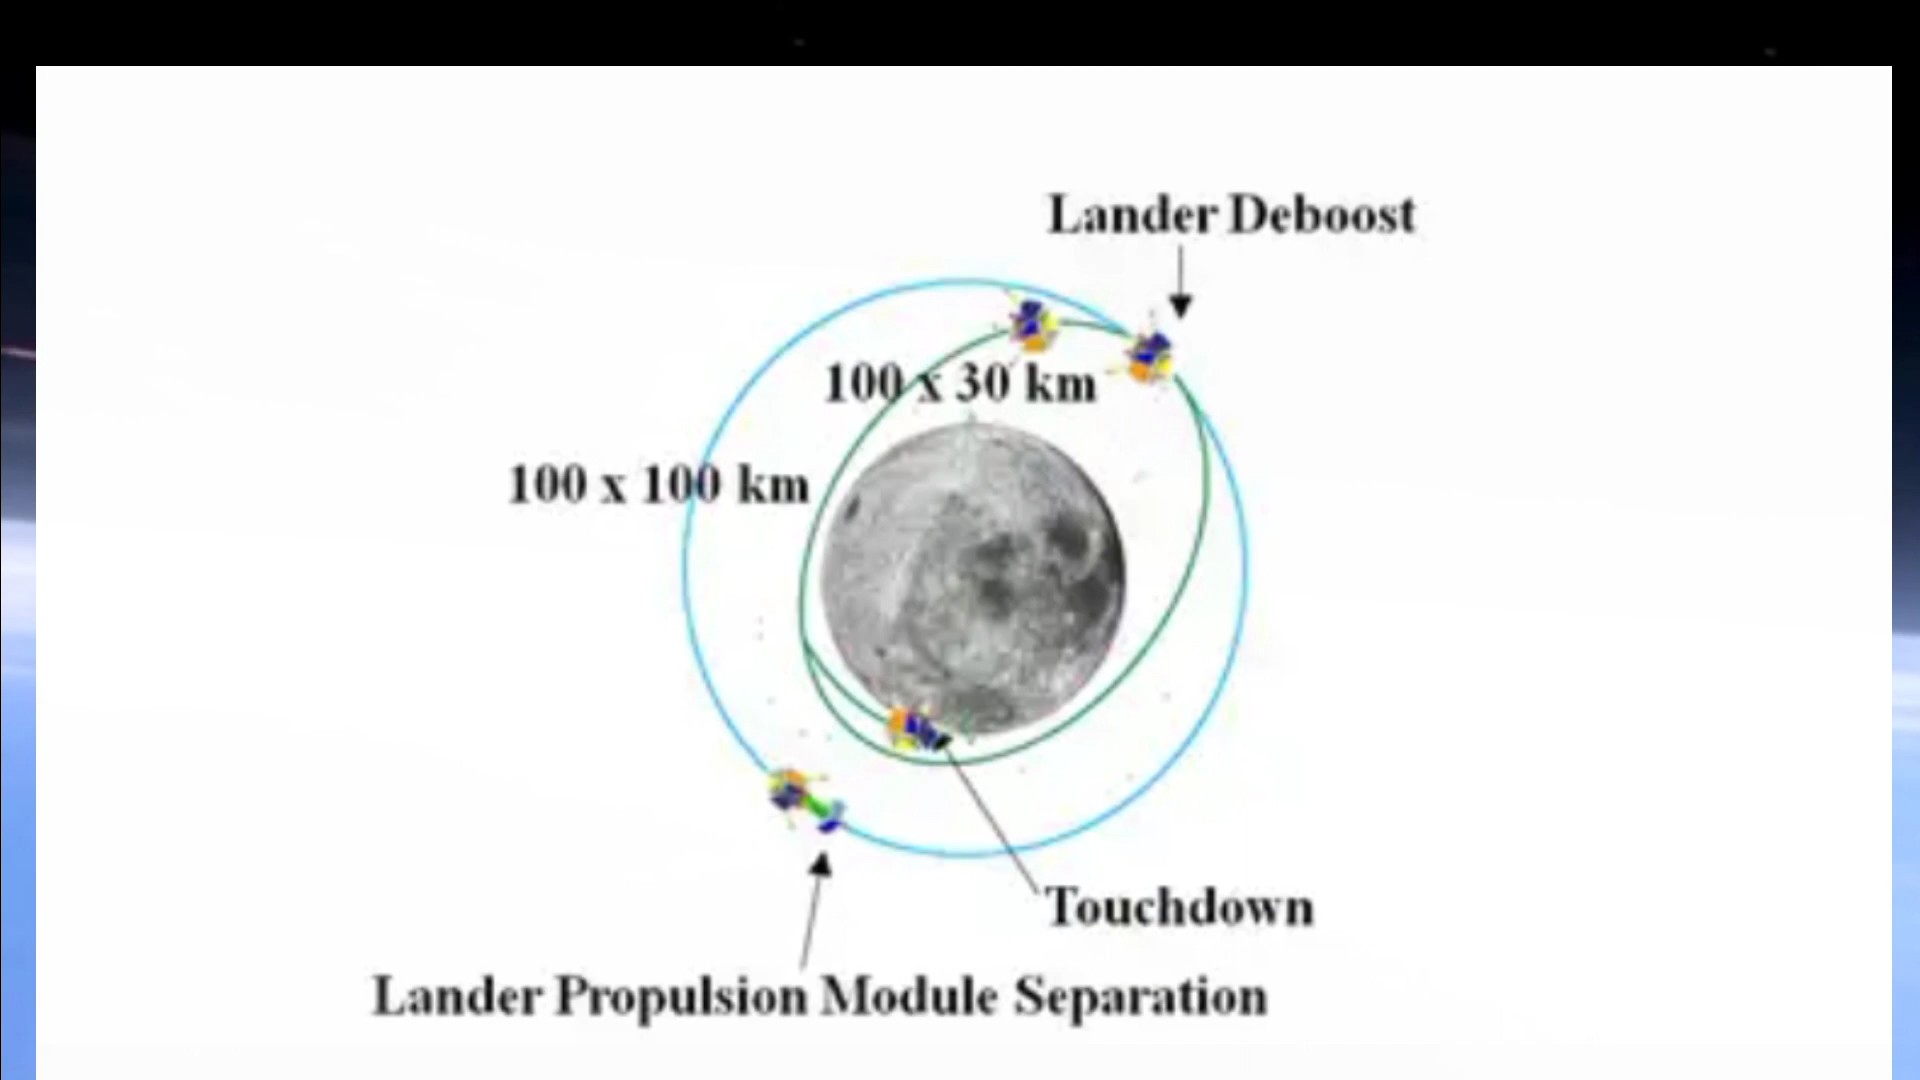 Lander Deboost
100 x 30 km
100 x 100 km
Touchdown
Lander Propulsion Module Separation